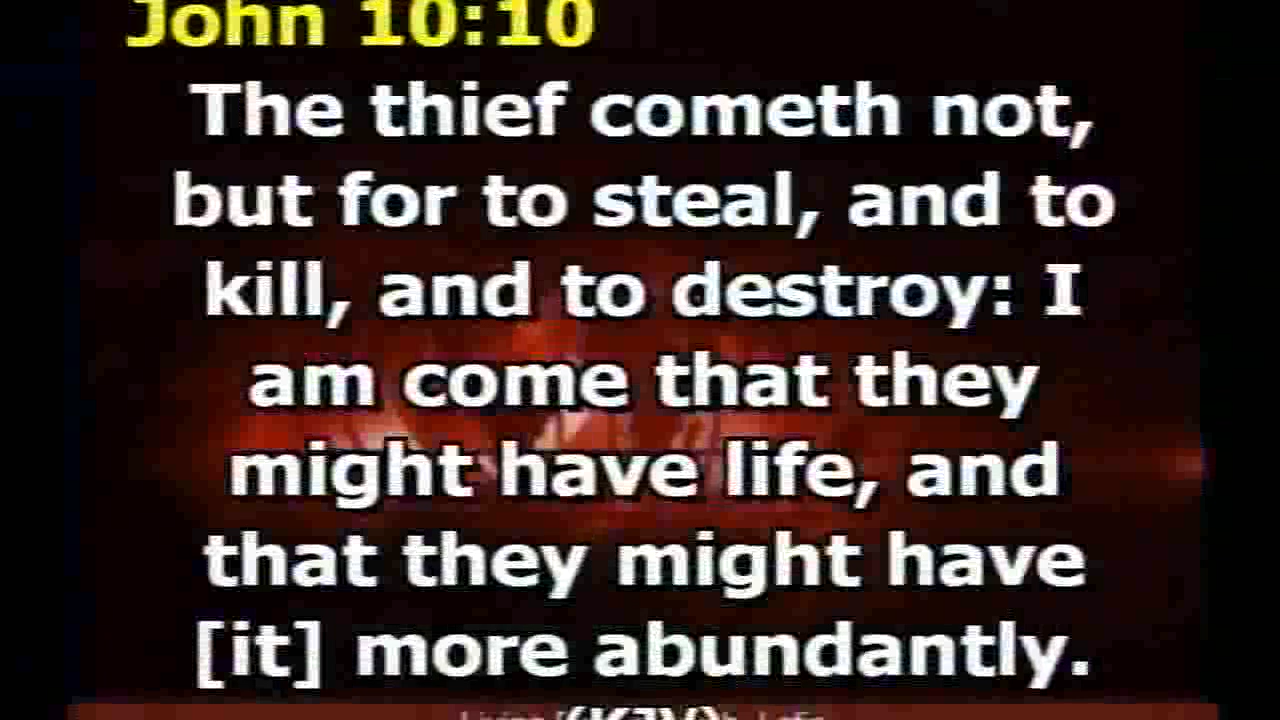 John 10:10
The thief cometh not,
but for to steal, and to
kill, and to destroy: I
am come that they
might have life, and
that they might have
[it] more abundantly.
(KJV)